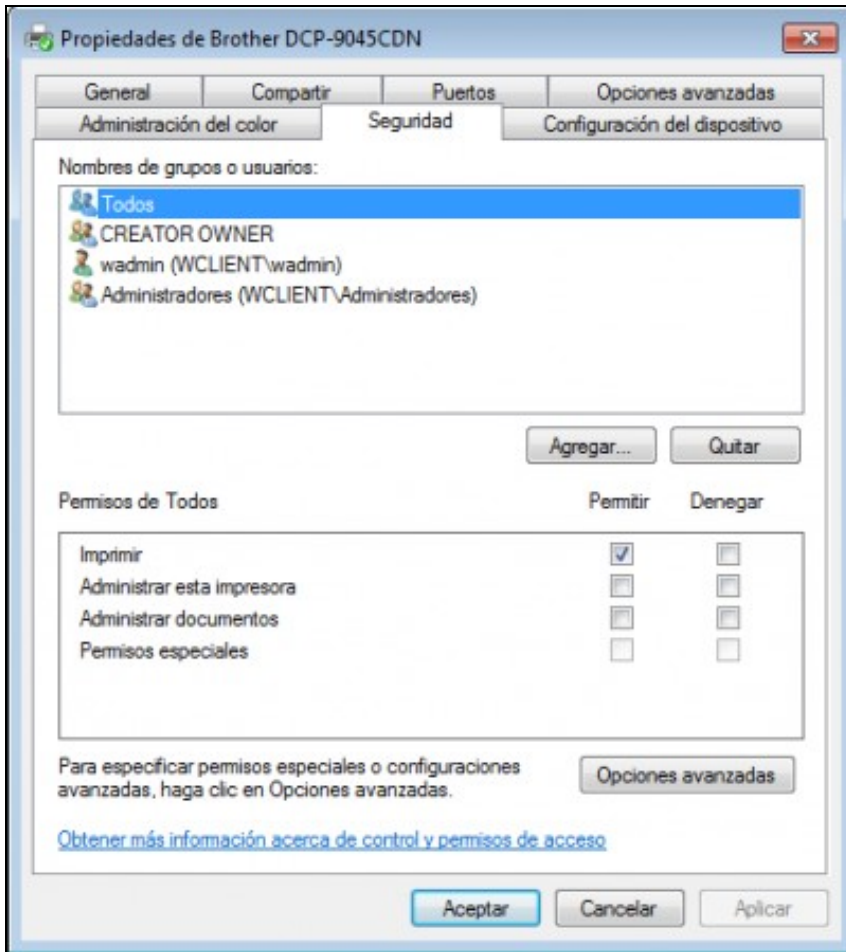 Propiedades de Brother DCP-9045CDN
General Compartir Puertos Opciones avanzadas
Administración del color Seguridad Configuración del dispositivo
Nombres de grupos o usuarios:
Todos
CREATOR OWNER
wadmin (WCLIENT\wadmin)
Administradores (WCLIENT\Administradores)
Agregar... Quitar
Permisos de Todos Permitir Denegar
Imprimir
Administrar esta impresora
Administrar documentos
Permisos especiales
Para especificar permisos especiales o configuraciones
avanzadas, haga clic en Opciones avanzadas.
Opciones avanzadas
Obtener más información acerca de control y permisos de acceso
Aceptar Cancelar Aplicar